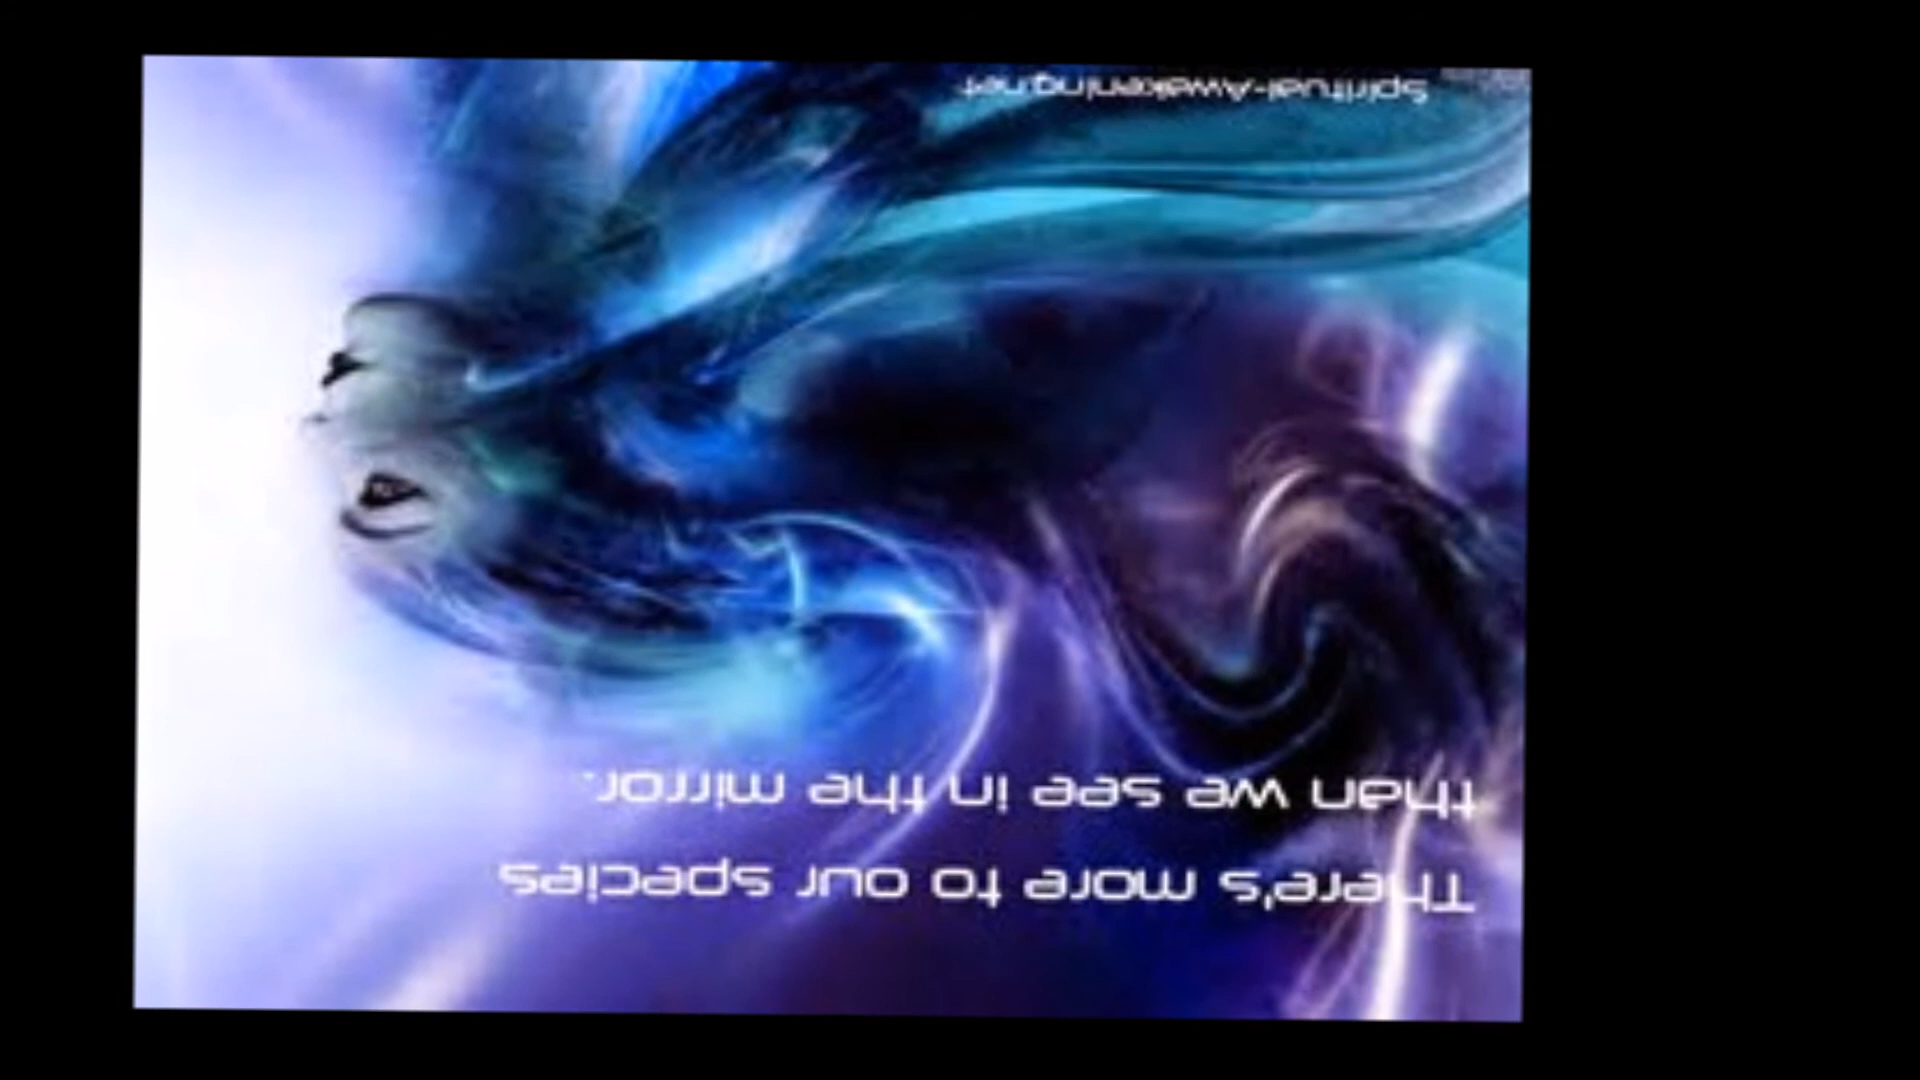 There's more to our species
than we see in the mirror.
Spiritual-Awakening.net